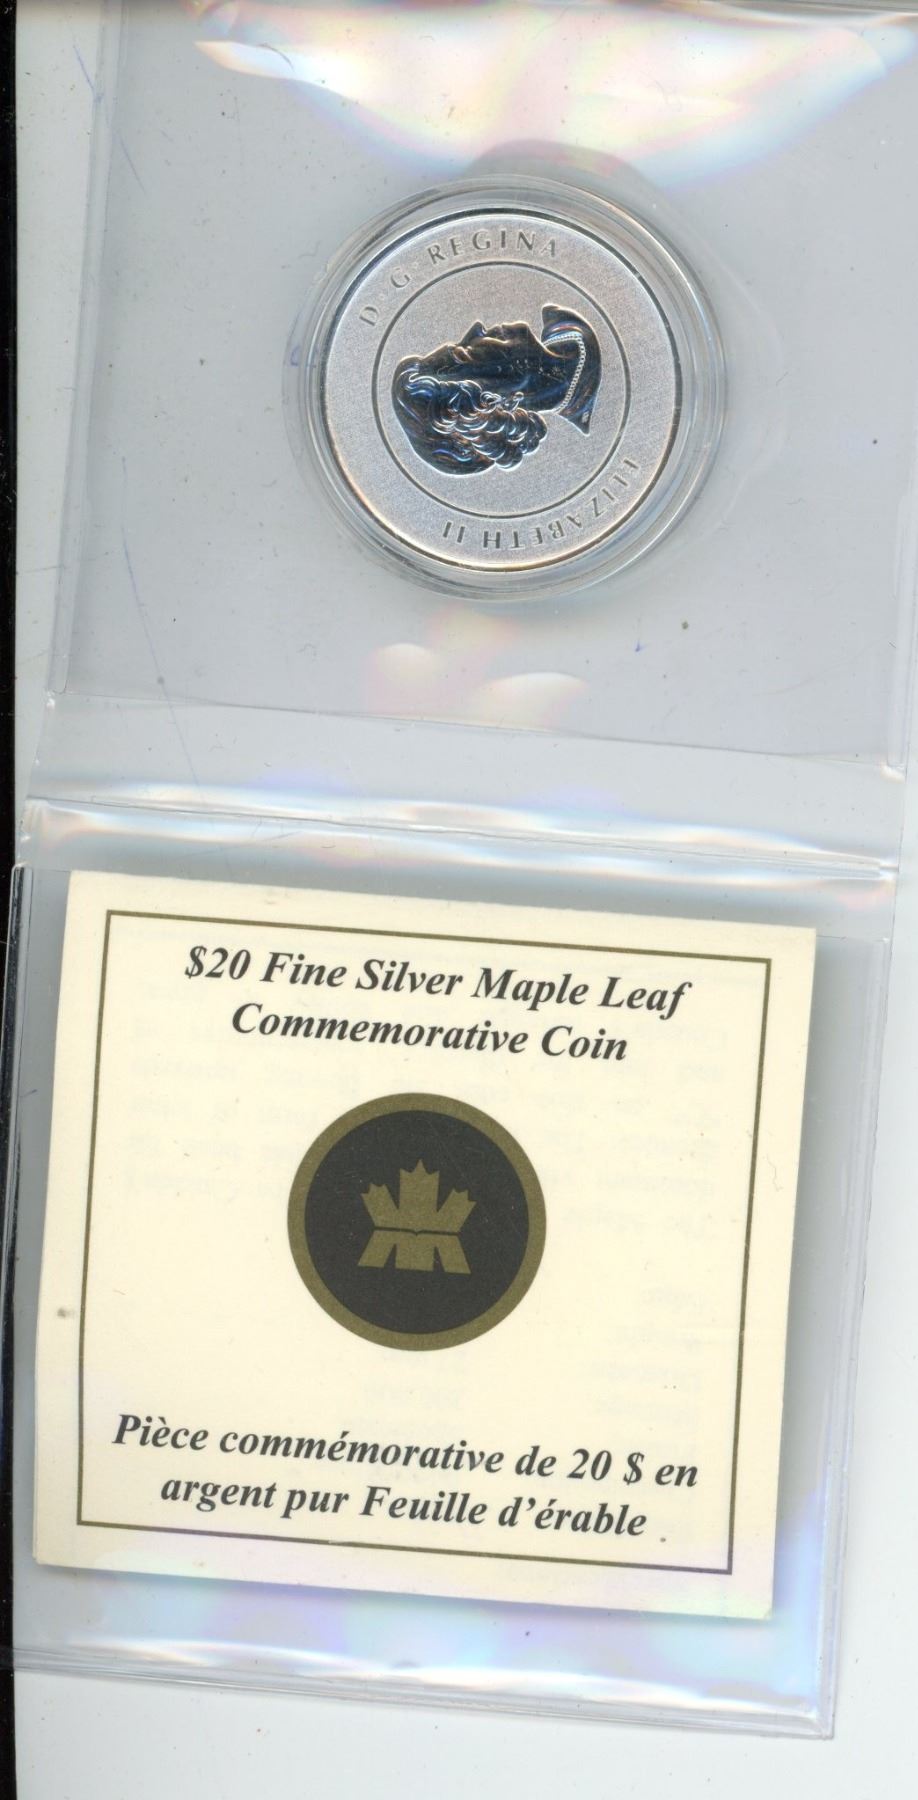 ELIZABETH II
D · G · REGINA
$20 Fine Silver Maple Leaf
Commemorative Coin
Pièce commémorative de 20 $ en
argent pur Feuille d'érable